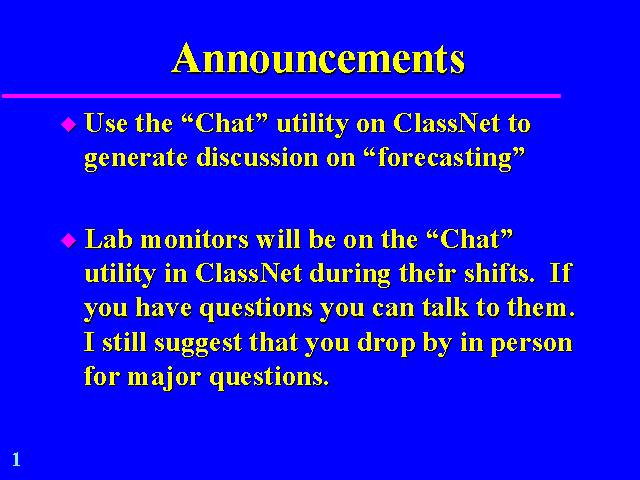 Announcements
Use the “Chat” utility on ClassNet to
generate discussion on “forecasting”
Lab monitors will be on the “Chat”
utility in ClassNet during their shifts.  If
you have questions you can talk to them.
I still suggest that you drop by in person
for major questions.
1